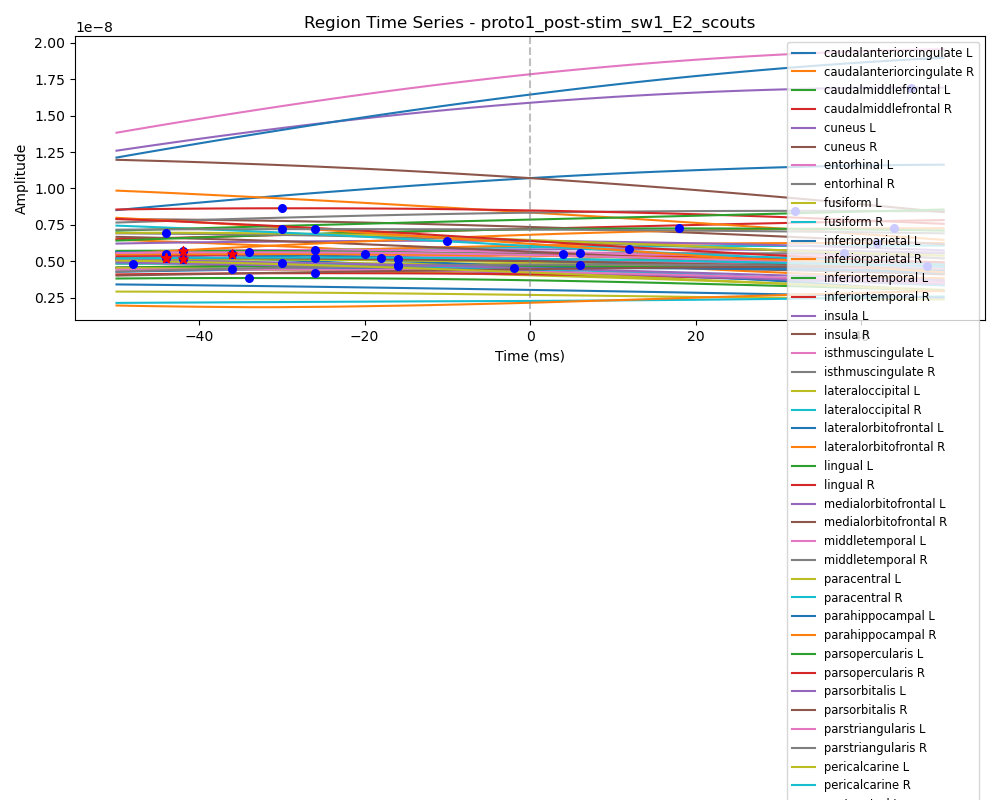 Region Time Series - proto1_post-stim_sw1_E2_scouts
1e−8
2.00
1.75
1.50
1.25
1.00
0.75
0.50
0.25
Amplitude
−40
−20
0
20
40
Time (ms)
caudalanteriorcingulate L
caudalanteriorcingulate R
caudalmiddlefrontal L
caudalmiddlefrontal R
cuneus L
cuneus R
entorhinal L
entorhinal R
fusiform L
fusiform R
inferiorparietal L
inferiorparietal R
inferiortemporal L
inferiortemporal R
insula L
insula R
isthmuscingulate L
isthmuscingulate R
lateraloccipital L
lateraloccipital R
lateralorbitofrontal L
lateralorbitofrontal R
lingual L
lingual R
medialorbitofrontal L
medialorbitofrontal R
middletemporal L
middletemporal R
paracentral L
paracentral R
parahippocampal L
parahippocampal R
parsopercularis L
parsopercularis R
parsorbitalis L
parsorbitalis R
parstriangularis L
parstriangularis R
pericalcarine L
pericalcarine R